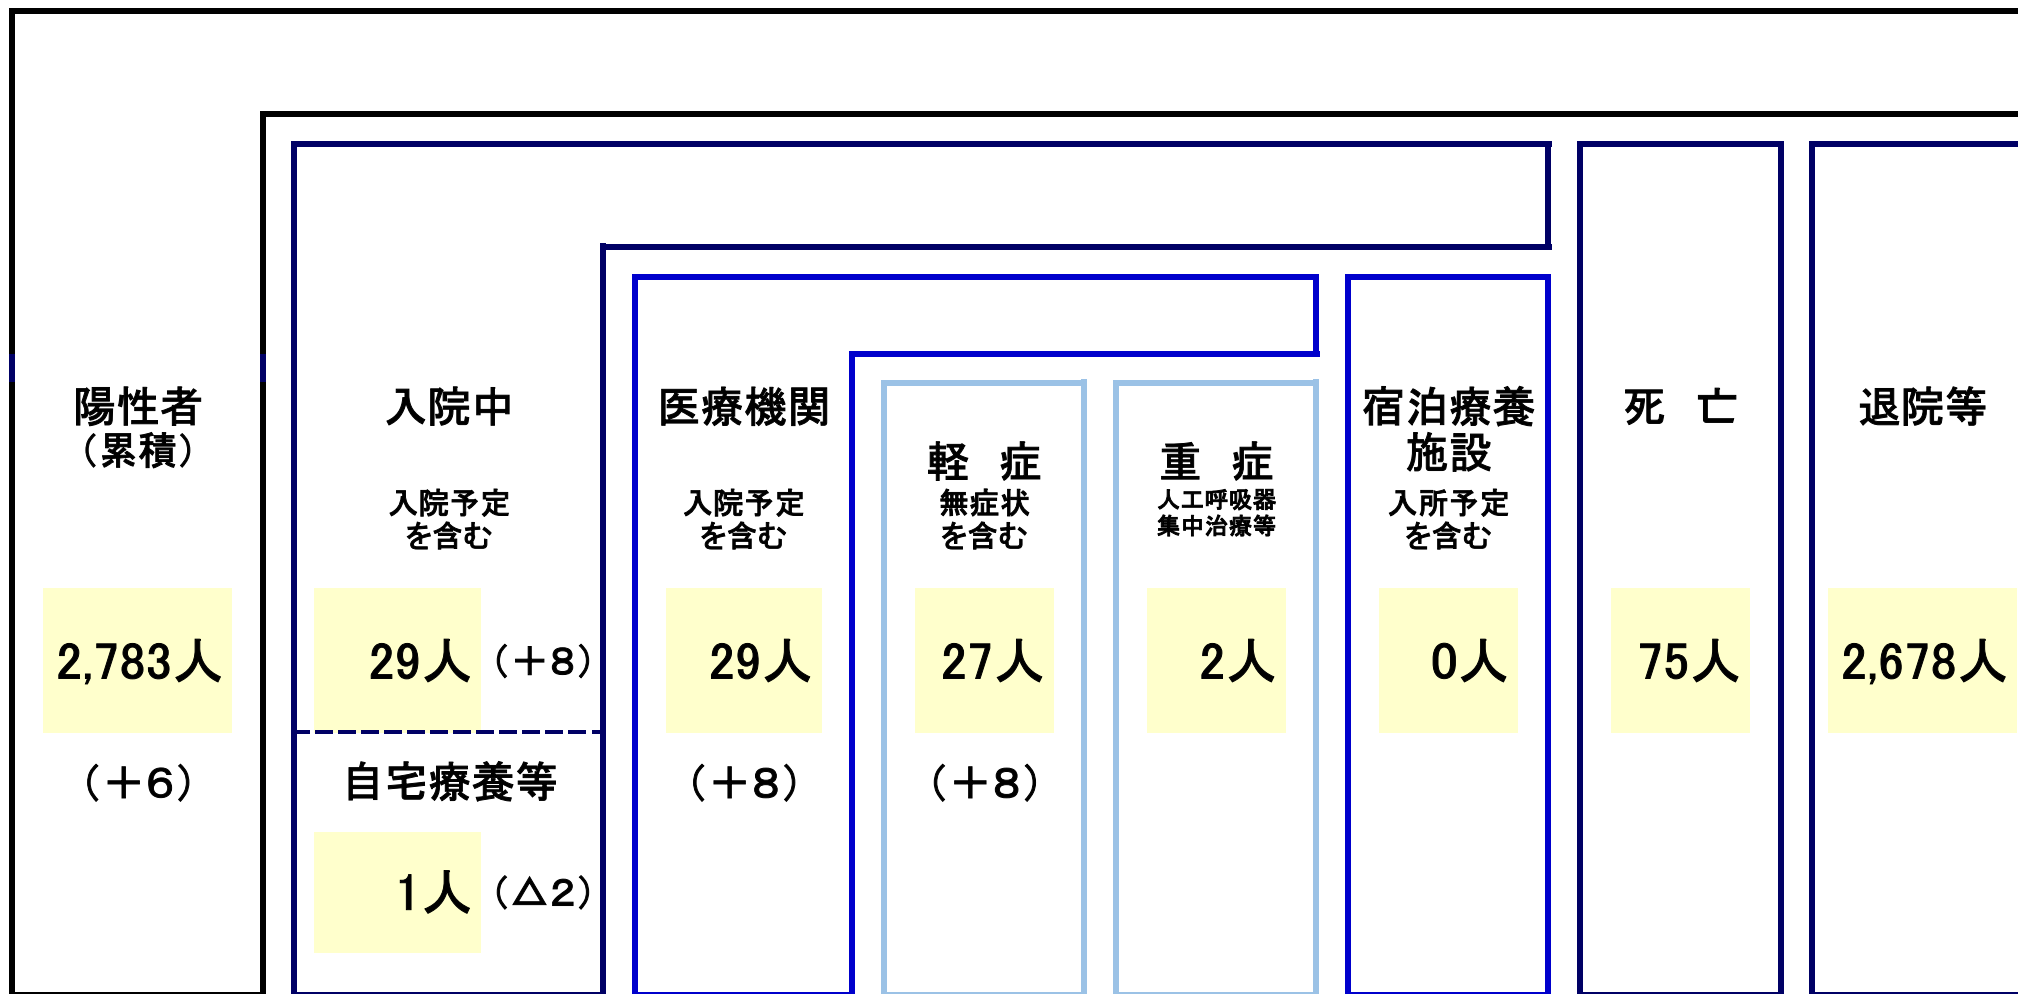 陽性者
（累積）
2,783人
（＋6）
入院中
入院予定
を含む
29人（＋8）
自宅療養等
1人（△2）
医療機関
入院予定
を含む
29人
（＋8）
軽　症
無症状
を含む
27人
（＋8）
重　症
人工呼吸器
集中治療等
2人
宿泊療養
施設
入所予定
を含む
0人
死　亡
75人
退院等
2,678人